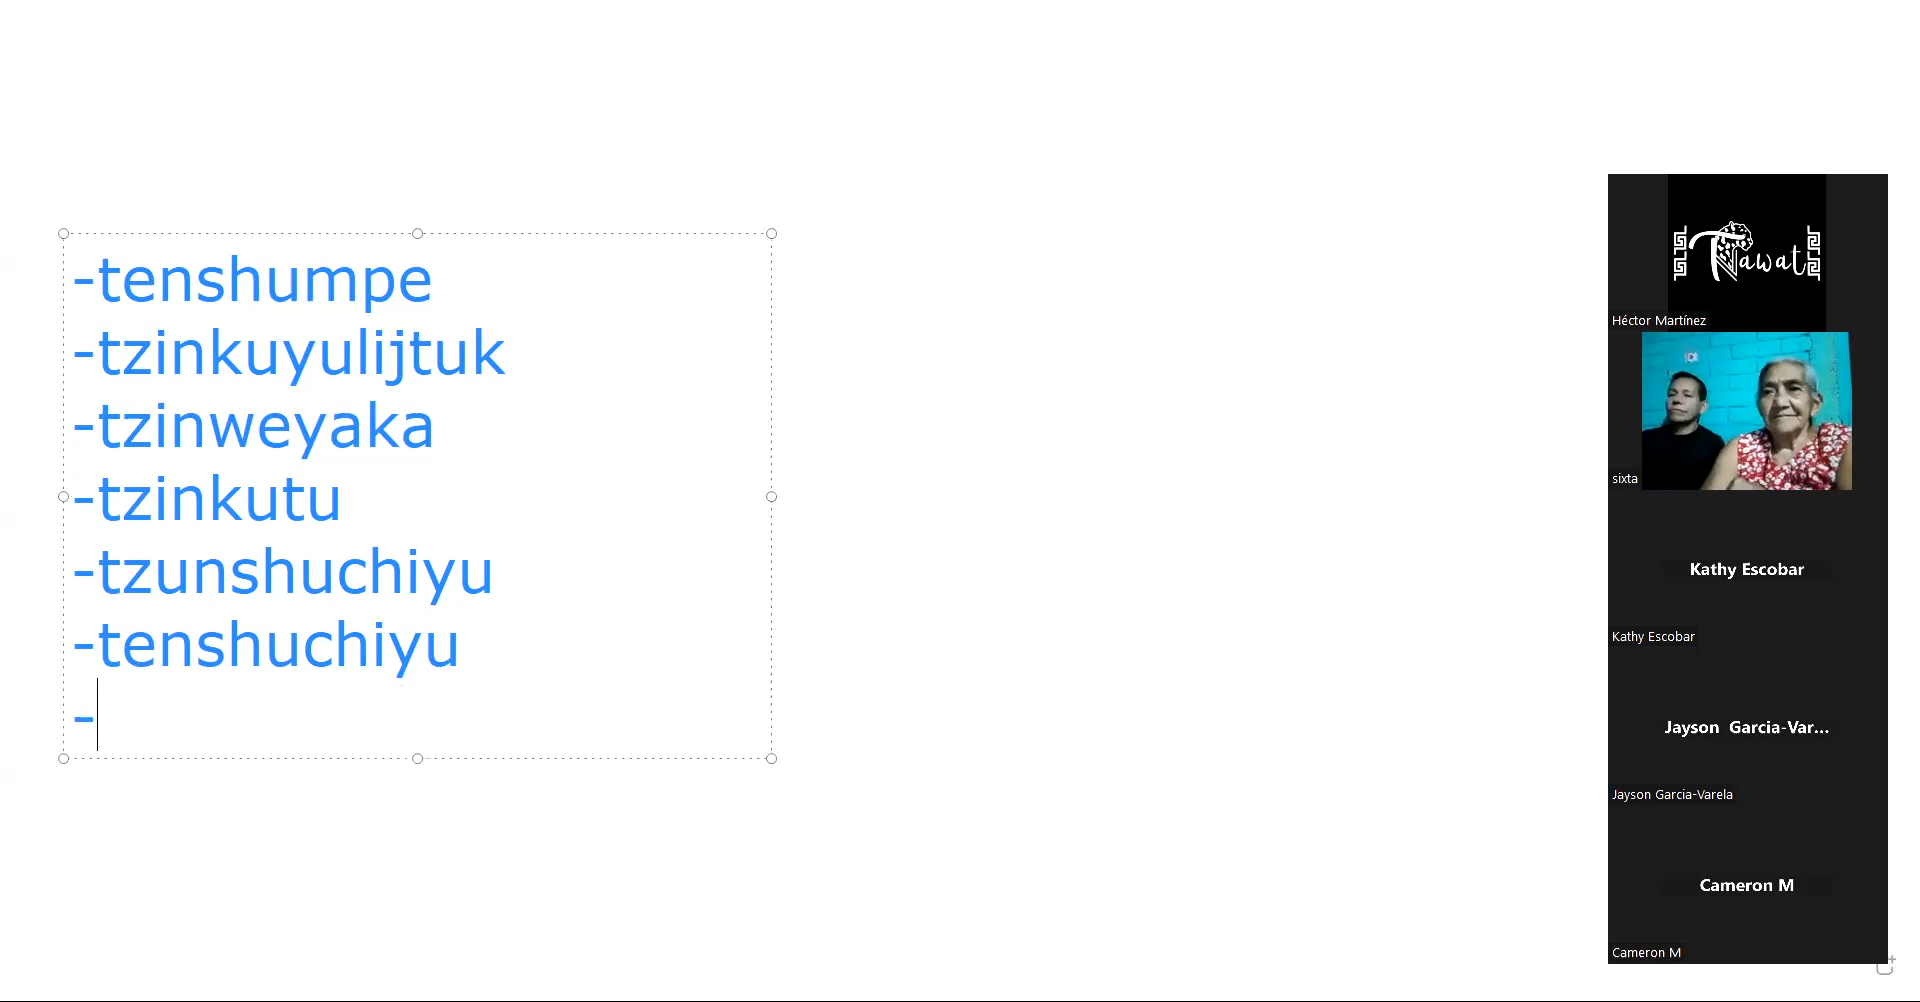 -tenshumpe
-tzinkuyulijtuk
-tzinweyaka
-tzinkutu
-tzunshuchiyu
-tenshuchiyu
-
Tawat
Héctor Martínez
sixta
Kathy Escobar
Kathy Escobar
Jayson Garcia-Var...
Jayson Garcia-Varela
Cameron M
Cameron M